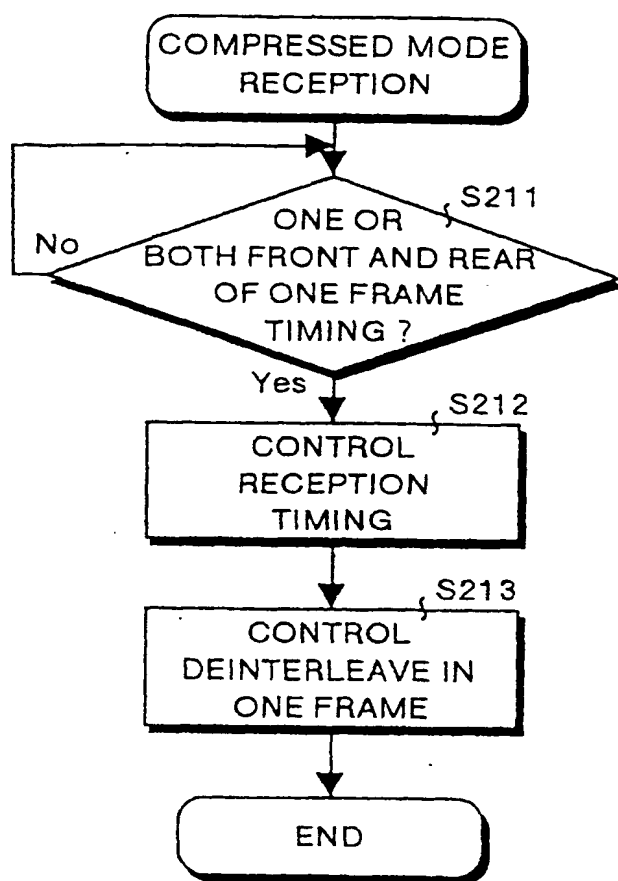 COMPRESSED MODE
RECEPTION
S211
No
ONE OR
BOTH FRONT AND REAR
OF ONE FRAME
TIMING ?
Yes
S212
CONTROL
RECEPTION
TIMING
S213
CONTROL
DEINTERLEAVE IN
ONE FRAME
END